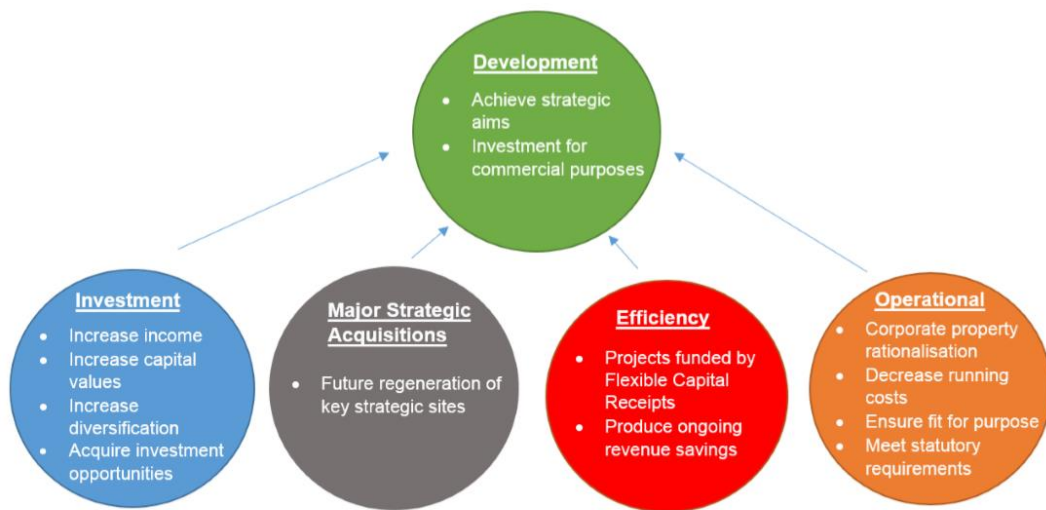 Development
• Achieve strategic
aims
• Investment for
commercial purposes
Investment
• Increase income
• Increase capital
values
• Increase
diversification
• Acquire investment
opportunities
Major Strategic
Acquisitions
• Future regeneration of
key strategic sites
Efficiency
• Projects funded by
Flexible Capital
Receipts
• Produce ongoing
revenue savings
Operational
• Corporate property
rationalisation
• Decrease running
costs
• Ensure fit for purpose
• Meet statutory
requirements